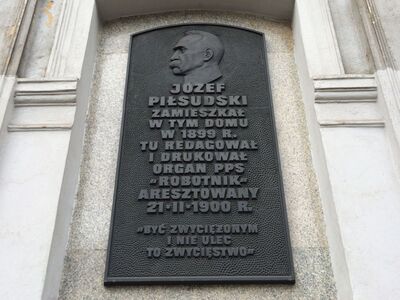 JÓZEF
PIŁSUDSKI
ZAMIESZKAŁ
W TYM DOMU
W 1899 R.
TU REDAGOWAŁ
I DRUKOWAŁ
ORGAN PPS
«ROBOTNIK»
ARESZTOWANY
21·II·1900 R.
«BYĆ ZWYCIĘŻONYM
I NIE ULEC
TO ZWYCIĘSTWO»